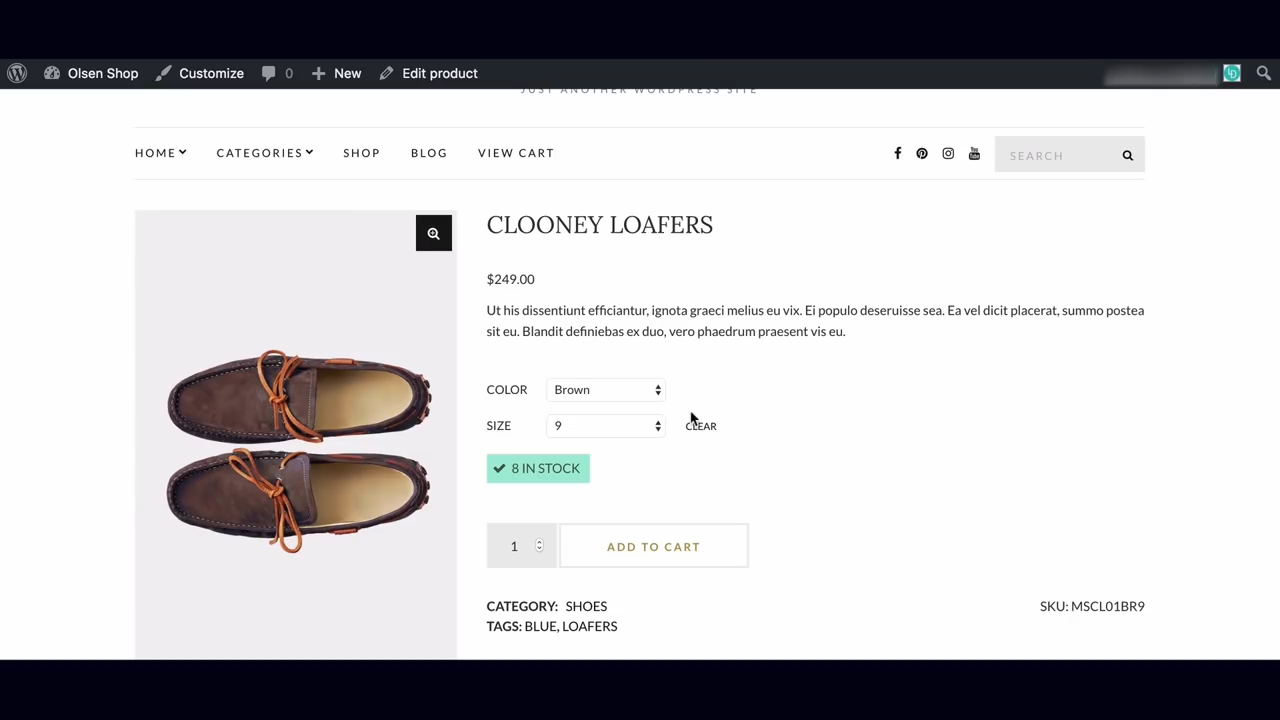 Olsen Shop Customize 0 New Edit product
JUST ANOTHER WORDPRESS SITE
HOME CATEGORIES SHOP BLOG VIEW CART SEARCH
CLOONEY LOAFERS
$249.00
Ut his dissentiunt efficiantur, ignota graeci melius eu vix. Ei populo deseruisse sea. Ea vel dicit placerat, summo postea
sit eu. Blandit definiebas ex duo, vero phaedrum praesent vis eu.
COLOR Brown
SIZE 9 CLEAR
8 IN STOCK
1 ADD TO CART
CATEGORY: SHOES SKU: MSCL01BR9
TAGS: BLUE, LOAFERS